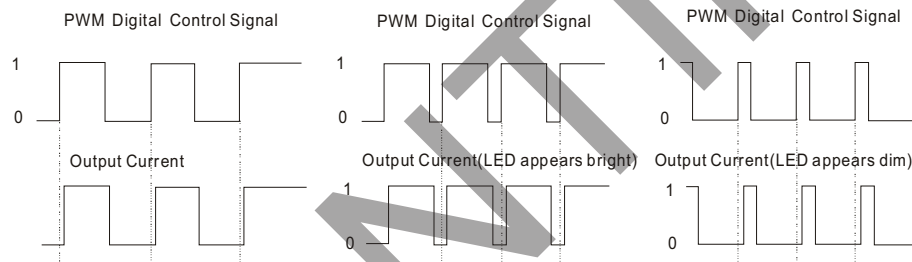 PWM Digital Control Signal
PWM Digital Control Signal
PWM Digital Control Signal
1
1
1
0
0
0
Output Current
Output Current(LED appears bright)
Output Current(LED appears dim)
1
1
0
0